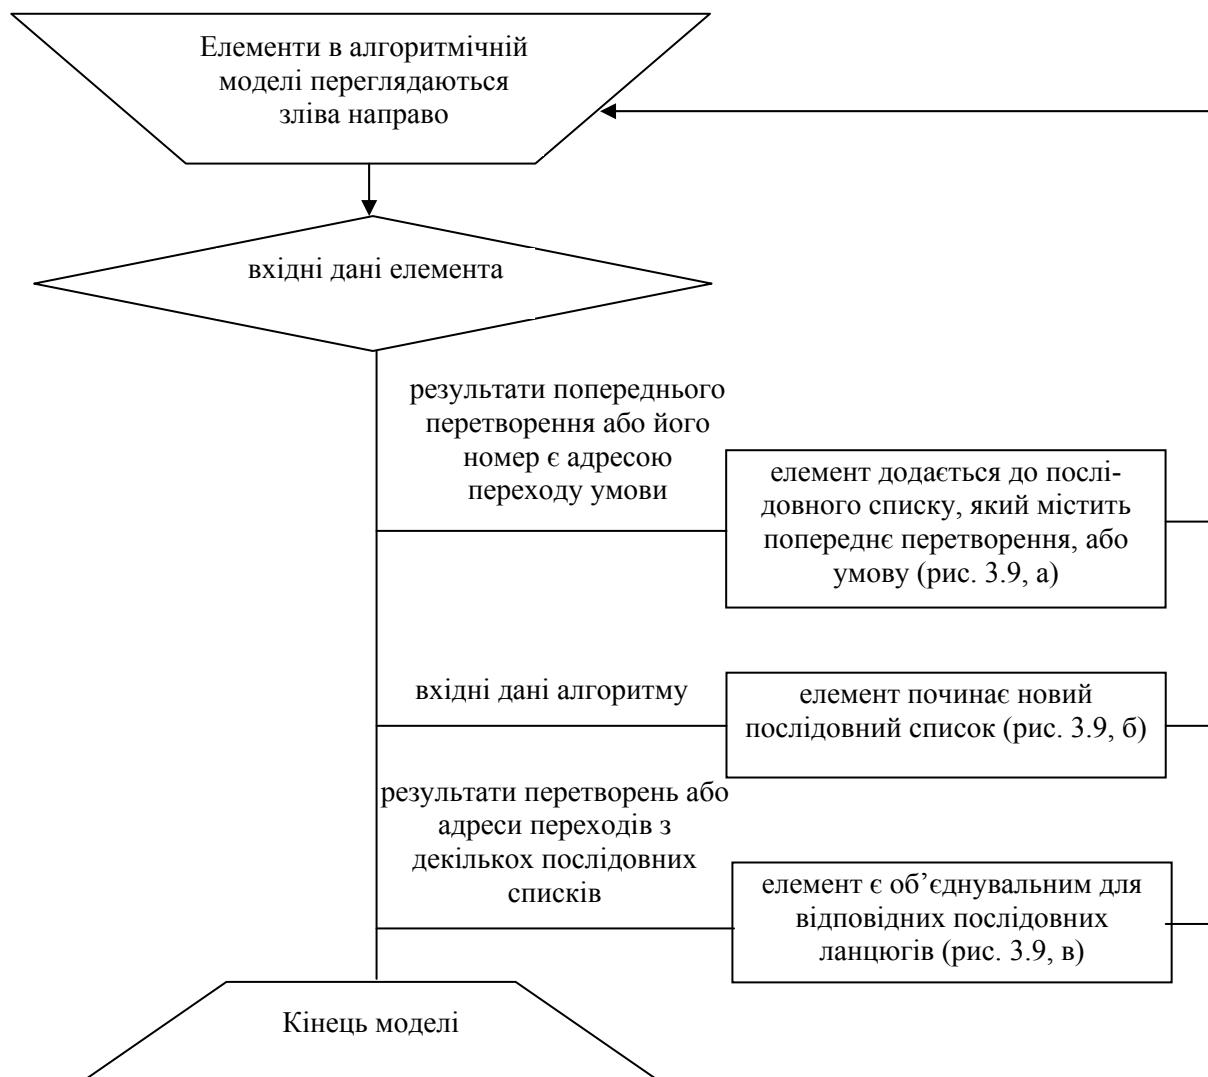 Елементи в алгоритмічній
моделі переглядаються
зліва направо
вхідні дані елемента
результати попереднього
перетворення або його
номер є адресою
переходу умови
елемент додається до послі-
довного списку, який містить
попереднє перетворення, або
умову (рис. 3.9, а)
вхідні дані алгоритму
елемент починає новий
послідовний список (рис. 3.9, б)
результати перетворень або
адреси переходів з
декількох послідовних
списків
елемент є об’єднувальним для
відповідних послідовних
ланцюгів (рис. 3.9, в)
Кінець моделі